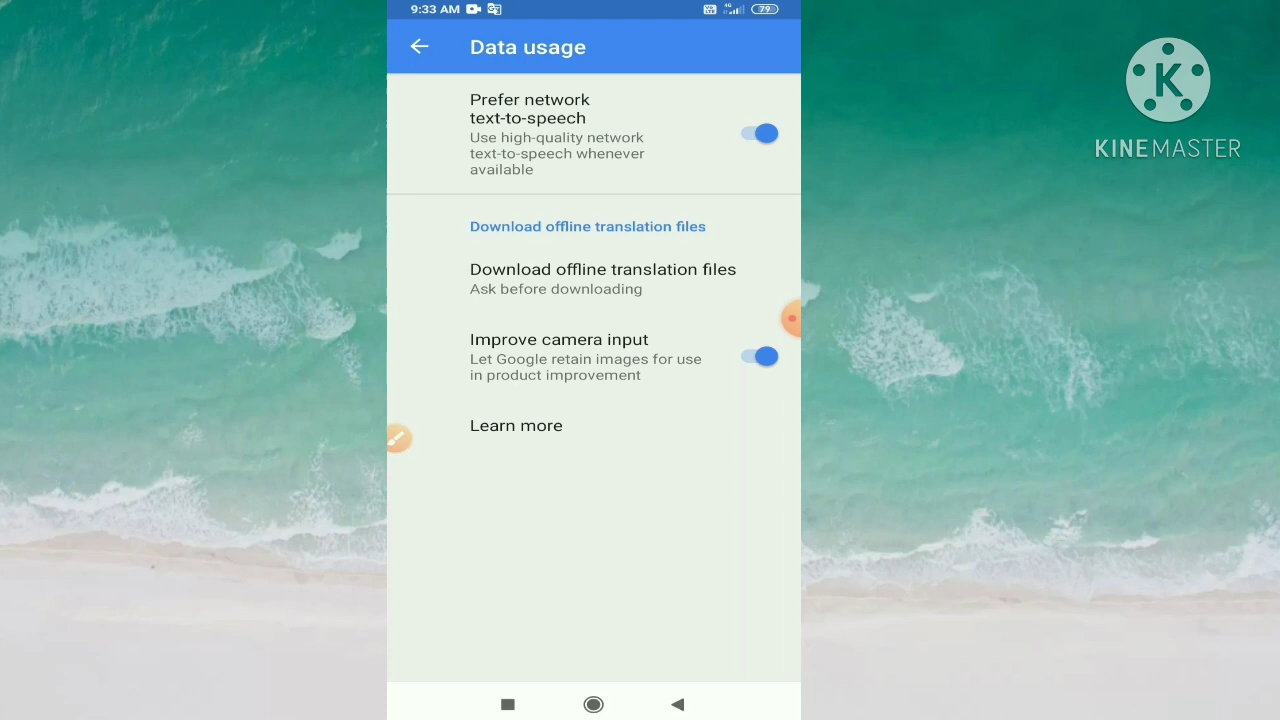 9:33 AM
79
Data usage
Prefer network
text-to-speech
Use high-quality network
text-to-speech whenever
available
Download offline translation files
Download offline translation files
Ask before downloading
Improve camera input
Let Google retain images for use
in product improvement
Learn more
K
KINEMASTER